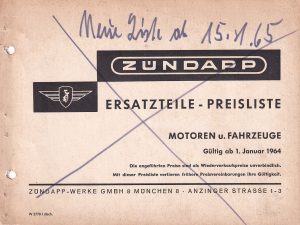 Neue Liste ab 15.11.65
ZÜNDAPP
ERSATZTEILE - PREISLISTE
MOTOREN u. FAHRZEUGE
Gültig ab 1. Januar 1964
Die angeführten Preise sind als Wiederverkaufspreise unverbindlich.
Mit dieser Preisliste verlieren frühere Preisvereinbarungen ihre Gültigkeit.
ZÜNDAPP-WERKE GMBH 8 MÜNCHEN 8 · ANZINGER STRASSE 1-3